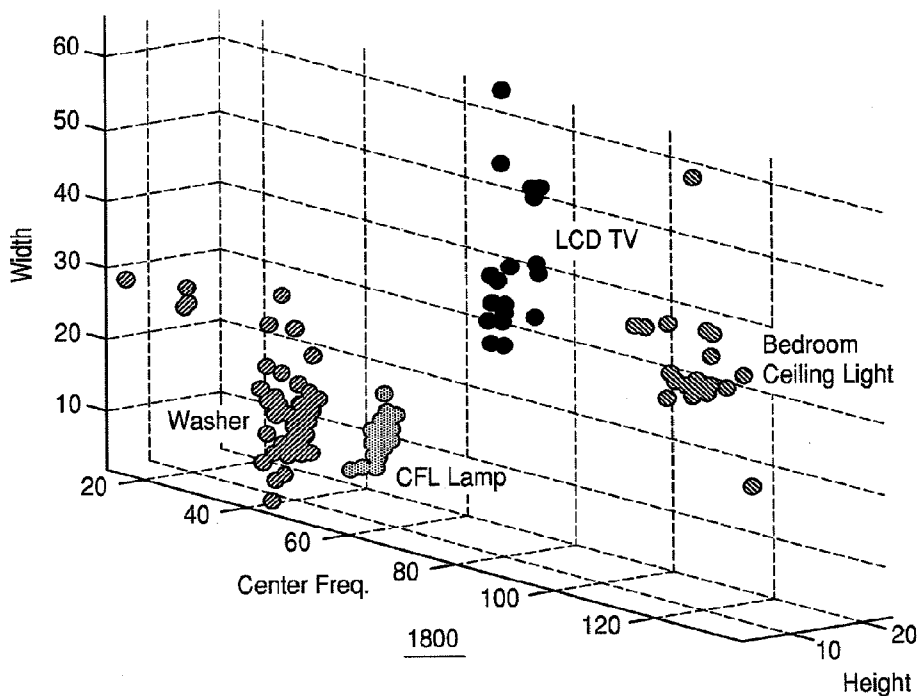 60
50
40
30
20
10
Width
LCD TV
Bedroom
Ceiling Light
Washer
CFL Lamp
20
40
60
80
100
120
Center Freq.
10
20
Height
1800